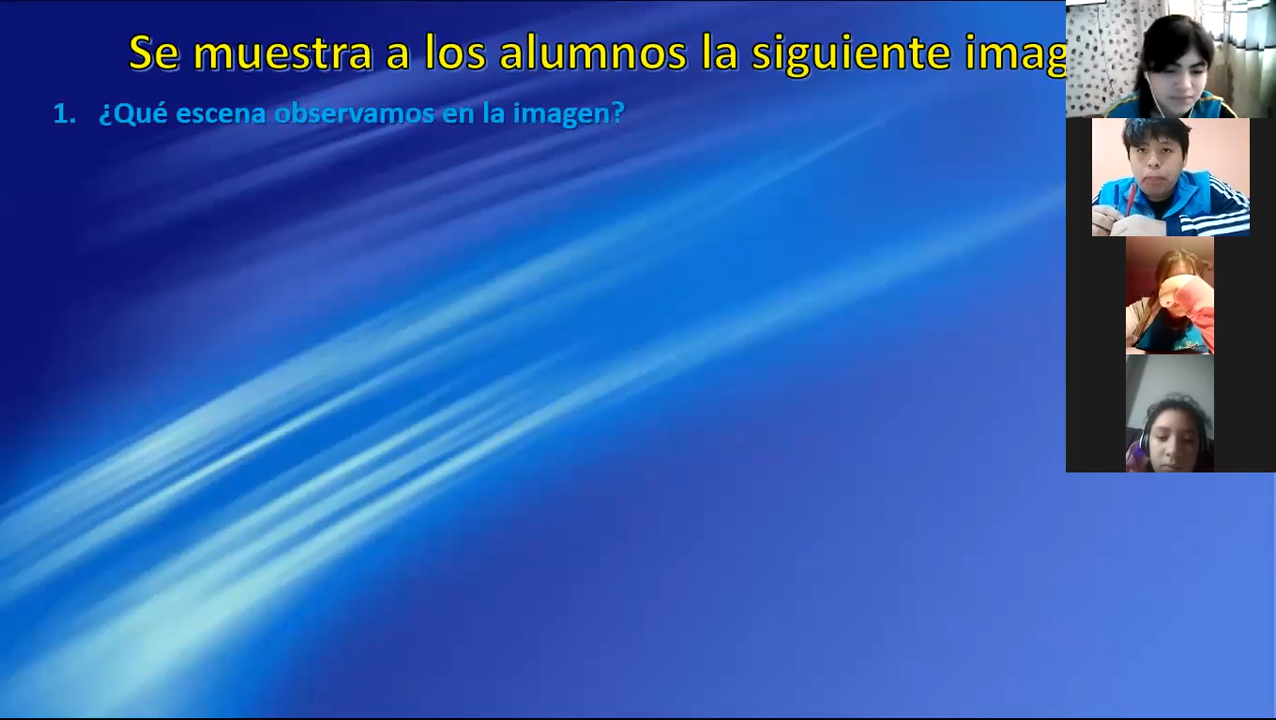 Se muestra a los alumnos la siguiente imag
1. ¿Qué escena observamos en la imagen?